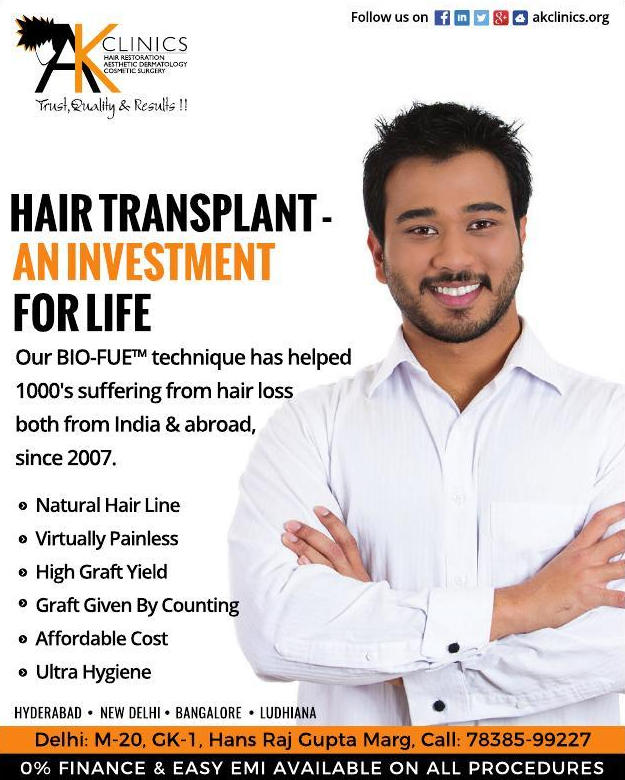 Follow us on akclinics.org
AK CLINICS
HAIR RESTORATION
AESTHETIC DERMATOLOGY
COSMETIC SURGERY
Trust, Quality & Results !!
HAIR TRANSPLANT -
AN INVESTMENT
FOR LIFE
Our BIO-FUE™ technique has helped
1000's suffering from hair loss
both from India & abroad,
since 2007.
Natural Hair Line
Virtually Painless
High Graft Yield
Graft Given By Counting
Affordable Cost
Ultra Hygiene
HYDERABAD • NEW DELHI • BANGALORE • LUDHIANA
Delhi: M-20, GK-1, Hans Raj Gupta Marg, Call: 78385-99227
0% FINANCE & EASY EMI AVAILABLE ON ALL PROCEDURES